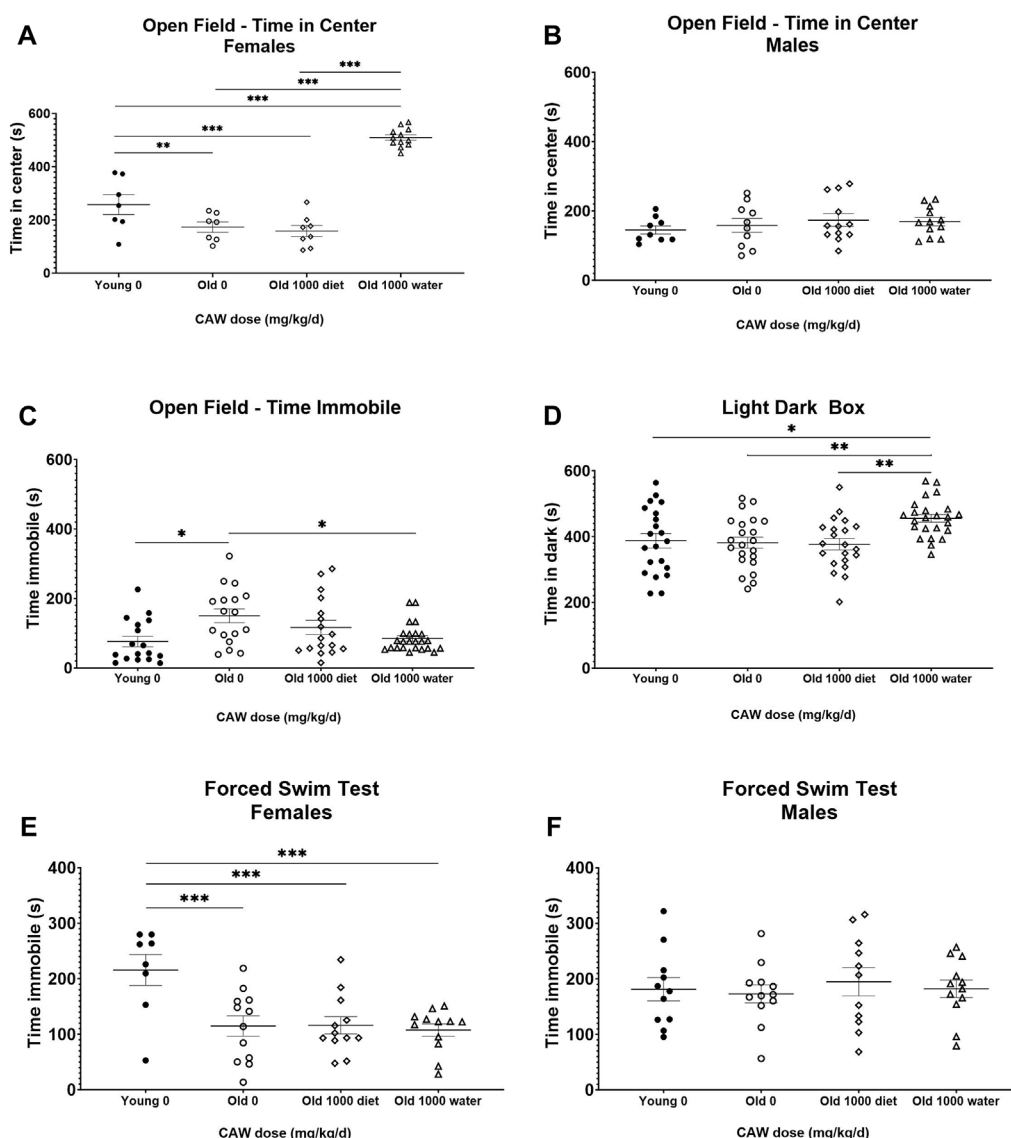 A
Open Field - Time in Center
Females
***
***
***
***
**
Time in center (s)
600
400
200
0
Young 0
Old 0
Old 1000 diet
Old 1000 water
CAW dose (mg/kg/d)
B
Open Field - Time in Center
Males
Time in center (s)
600
400
200
0
Young 0
Old 0
Old 1000 diet
Old 1000 water
CAW dose (mg/kg/d)
C
Open Field - Time Immobile
Time immobile (s)
600
400
200
0
*
*
Young 0
Old 0
Old 1000 diet
Old 1000 water
CAW dose (mg/kg/d)
D
Light Dark Box
*
**
**
Time in dark (s)
600
400
200
0
Young 0
Old 0
Old 1000 diet
Old 1000 water
CAW dose (mg/kg/d)
E
Forced Swim Test
Females
***
***
***
Time immobile (s)
400
300
200
100
0
Young 0
Old 0
Old 1000 diet
Old 1000 water
CAW dose (mg/kg/d)
F
Forced Swim Test
Males
Time immobile (s)
400
300
200
100
0
Young 0
Old 0
Old 1000 diet
Old 1000 water
CAW dose (mg/kg/d)